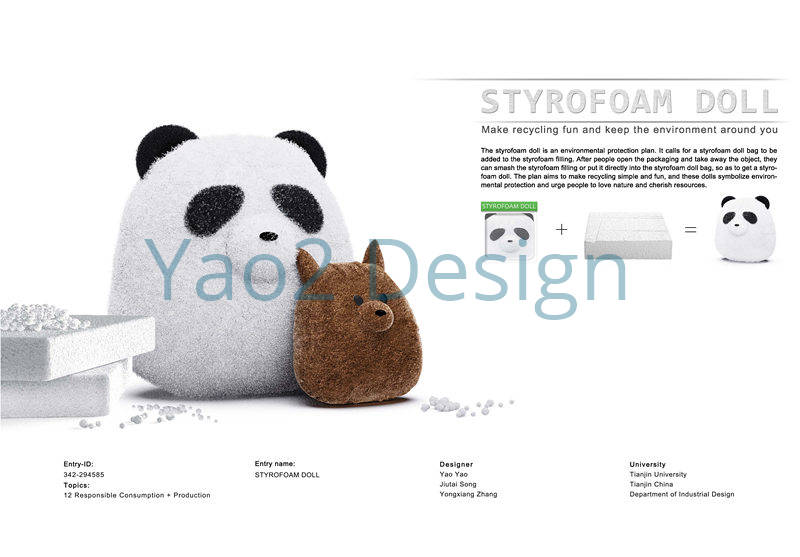 STYROFOAM DOLL
Make recycling fun and keep the environment around you
The styrofoam doll is an environmental protection plan. It calls for a styrofoam doll bag to be
added to the styrofoam filling. After people open the packaging and take away the object, they
can smash the styrofoam filling or put it directly into the styrofoam doll bag, so as to get a styro-
foam doll. The plan aims to make recycling simple and fun, and these dolls symbolize environ-
mental protection and urge people to love nature and cherish resources.
STYROFOAM DOLL
+ =
Yao2 Design
Entry-ID:
342-294585
Topics:
12 Responsible Consumption + Production
Entry name:
STYROFOAM DOLL
Designer
Yao Yao
Jiutai Song
Yongxiang Zhang
University
Tianjin University
Tianjin China
Department of Industrial Design